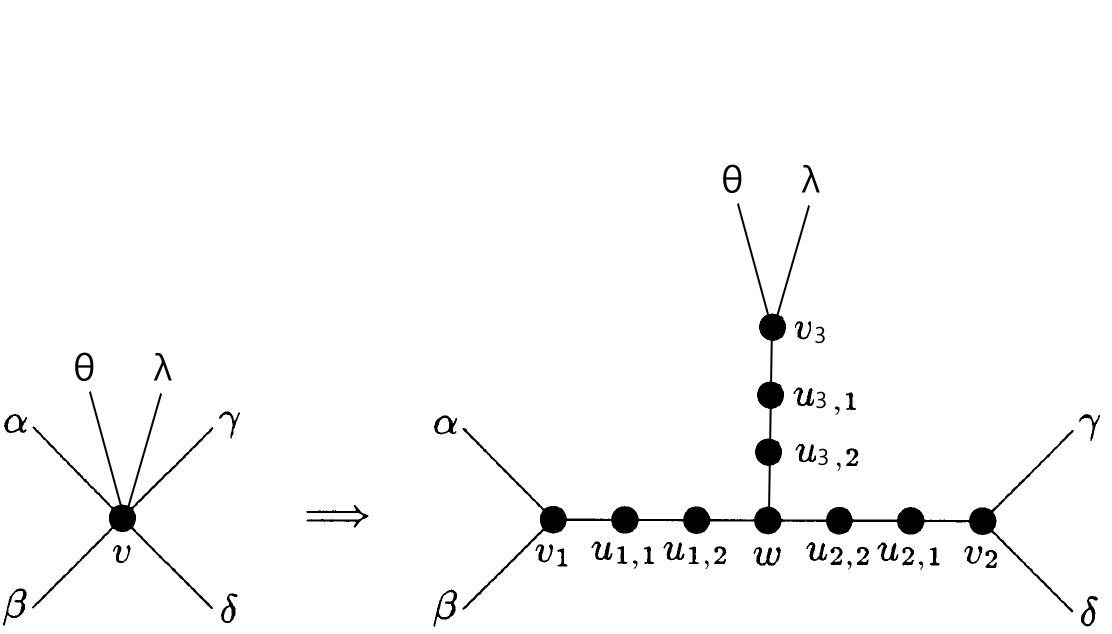 θ λ
v₃
θ λ
u₃,₁
α γ
α γ
u₃,₂
⟹
v
v₁ u₁,₁ u₁,₂ w u₂,₂ u₂,₁ v₂
β δ
β δ